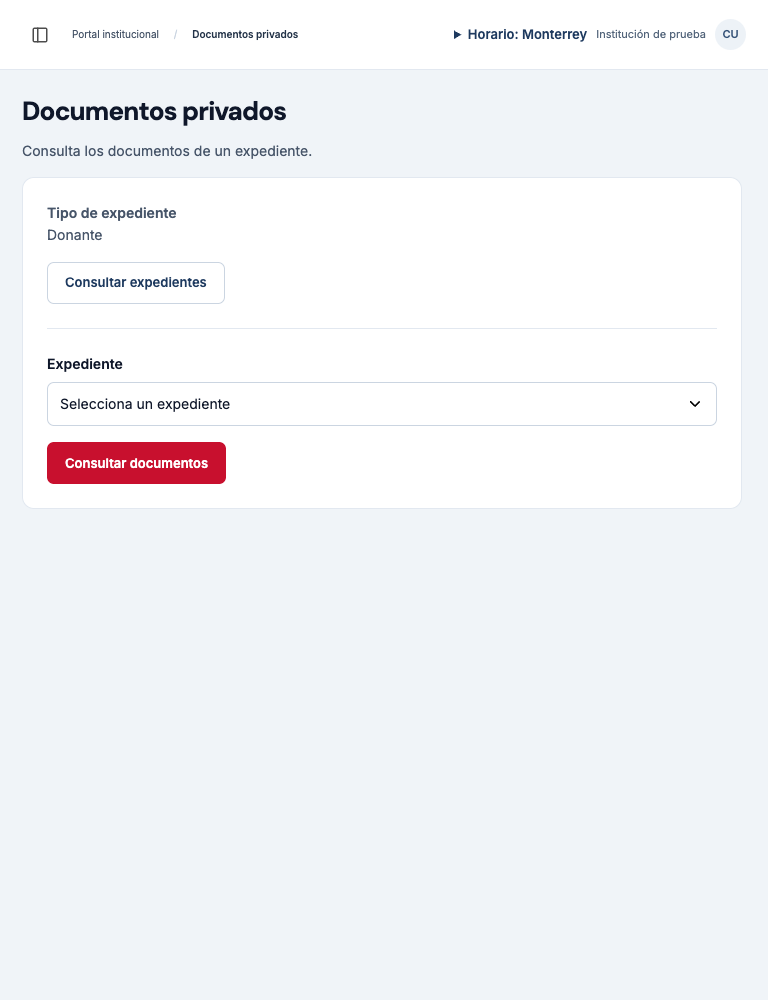 Portal institucional / Documentos privados
Horario: Monterrey Institución de prueba CU
Documentos privados
Consulta los documentos de un expediente.
Tipo de expediente
Donante
Consultar expedientes
Expediente
Selecciona un expediente
Consultar documentos